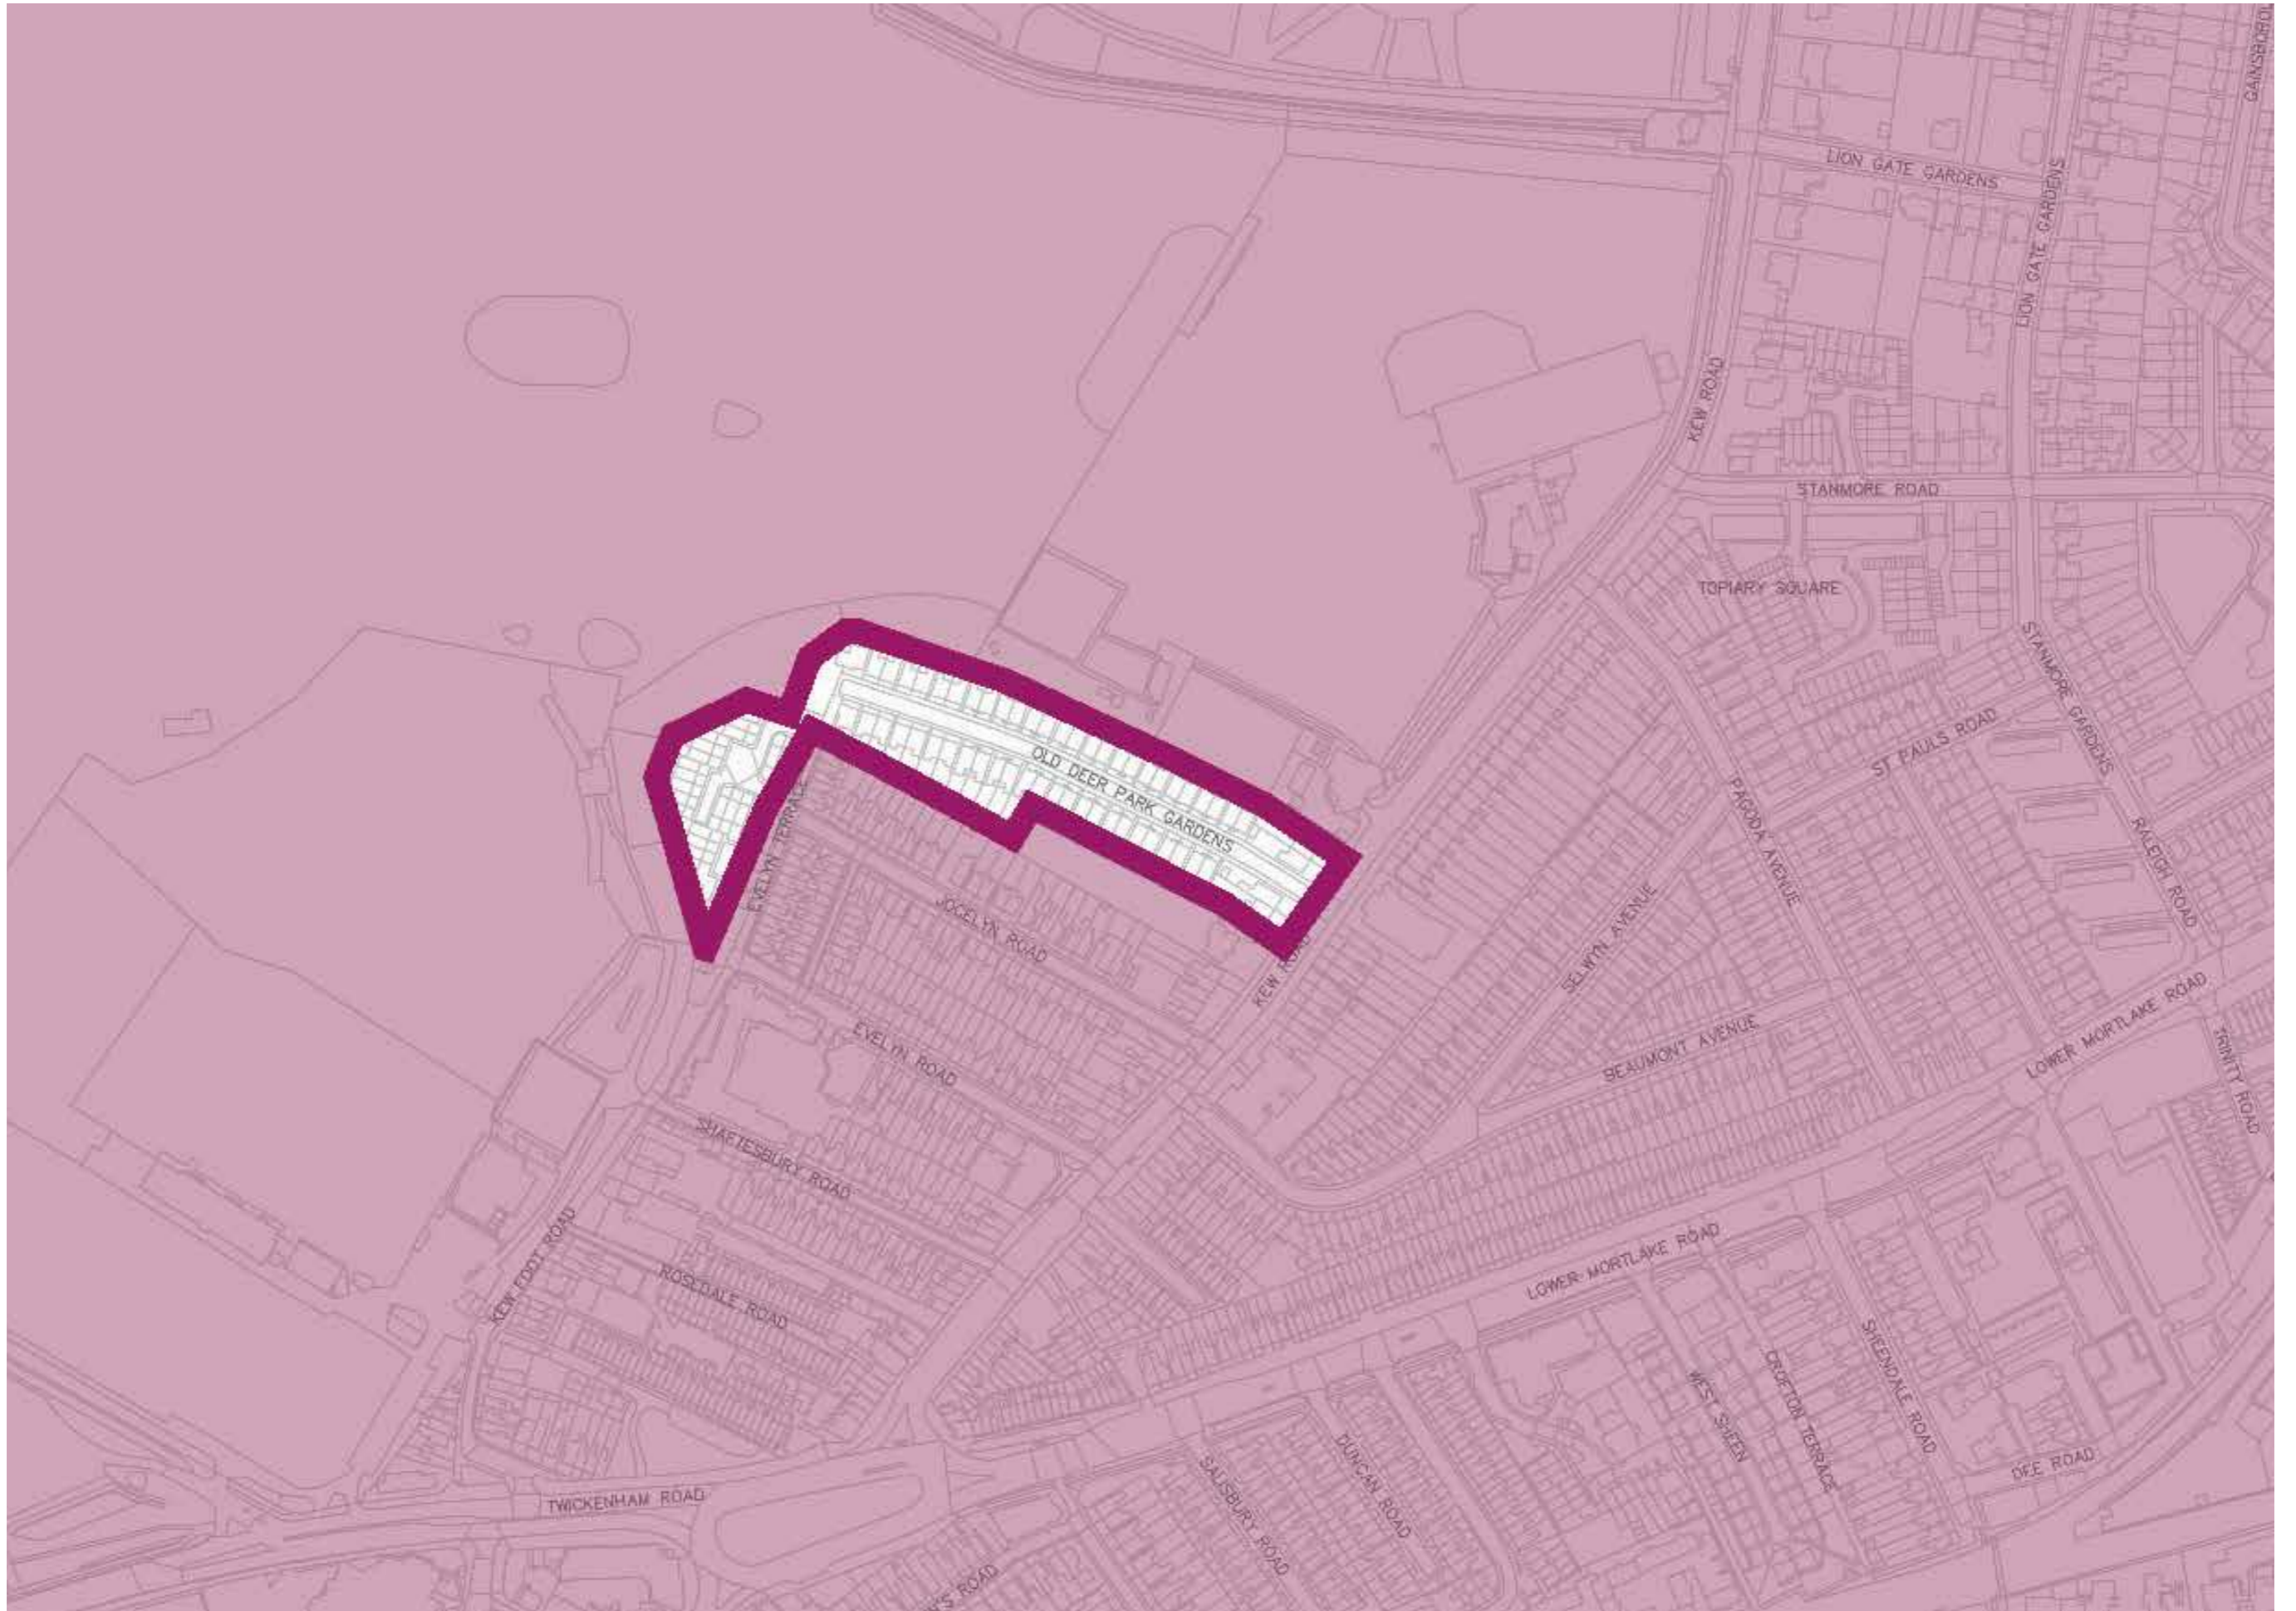 GAINSBOROU
LION GATE GARDENS
LION GATE GARDENS
KEW ROAD
STANMORE ROAD
TOPIARY SQUARE
STANMORE GARDENS
ST PAULS ROAD
OLD DEER PARK GARDENS
EVELYN TERRACE
PAGODA AVENUE
RALEIGH ROAD
JOCELYN ROAD
SELWYN AVENUE
KEW ROAD
LOWER MORTLAKE ROAD
EVELYN ROAD
BEAUMONT AVENUE
TRINITY ROAD
SHAFTESBURY ROAD
KEW FOOT ROAD
ROSEDALE ROAD
LOWER MORTLAKE ROAD
SHEENDALE ROAD
CROFTON TERRACE
WEST SHEEN
DUNCAN ROAD
SALISBURY ROAD
DEE ROAD
TWICKENHAM ROAD
'S ROAD